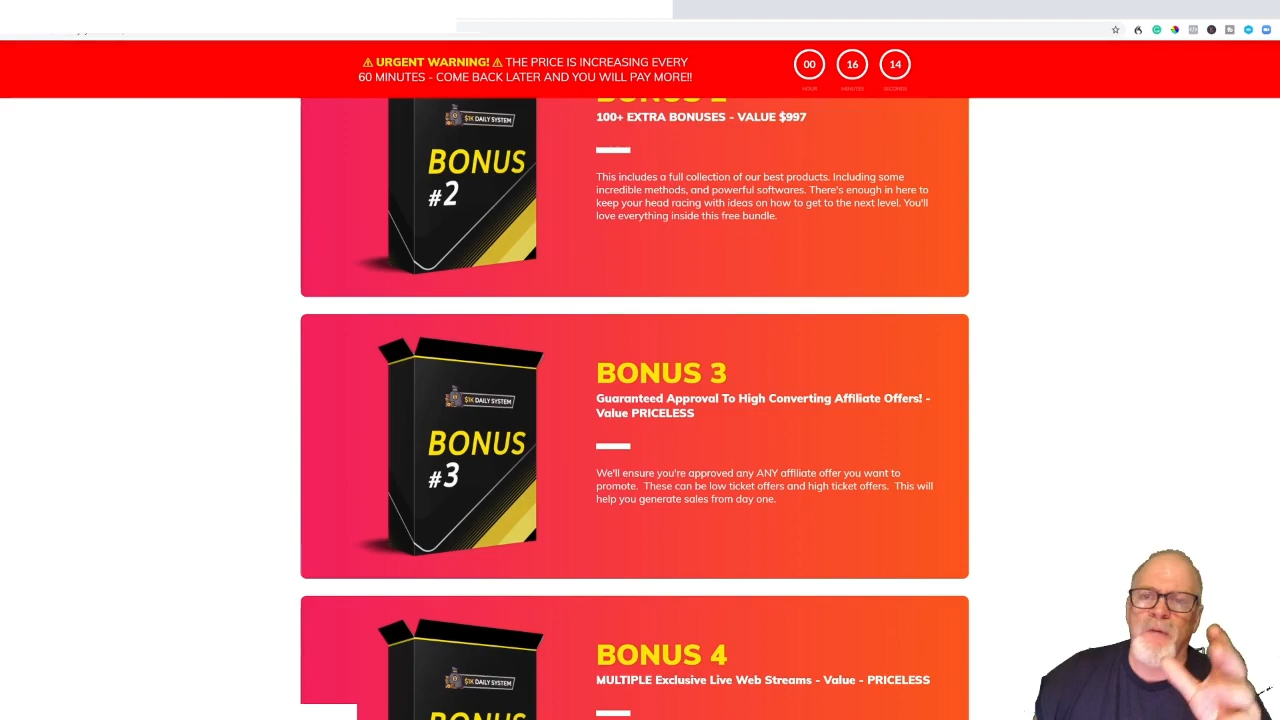 ⚠ URGENT WARNING! ⚠ THE PRICE IS INCREASING EVERY
60 MINUTES - COME BACK LATER AND YOU WILL PAY MORE!!
00
16
14
HOUR
MINUTES
SECONDS
$1K DAILY SYSTEM
BONUS
#2
100+ EXTRA BONUSES - VALUE $997
This includes a full collection of our best products. Including some
incredible methods, and powerful softwares. There's enough in here to
keep your head racing with ideas on how to get to the next level. You'll
love everything inside this free bundle.
$1K DAILY SYSTEM
BONUS
#3
BONUS 3
Guaranteed Approval To High Converting Affiliate Offers! -
Value PRICELESS
We'll ensure you're approved any ANY affiliate offer you want to
promote. These can be low ticket offers and high ticket offers. This will
help you generate sales from day one.
$1K DAILY SYSTEM
BONUS
BONUS 4
MULTIPLE Exclusive Live Web Streams - Value - PRICELESS